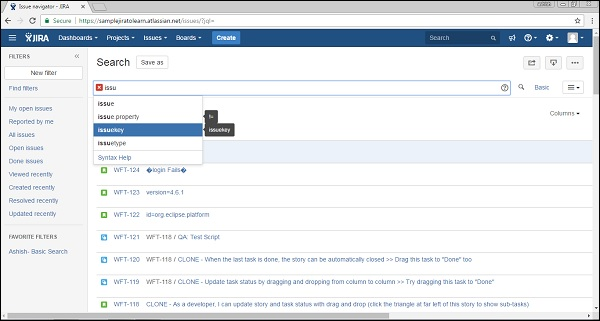 Issue navigator - JIRA
Secure https://samplejiratolearn.atlassian.net/issues/?jql=
JIRA Dashboards Projects Issues Boards Create Search
FILTERS
New filter
Find filters
My open issues
Reported by me
All issues
Open issues
Done issues
Viewed recently
Created recently
Resolved recently
Updated recently
FAVORITE FILTERS
Ashish- Basic Search
Search Save as
issu Basic
Columns
issue
issue.property
issuekey issuekey
issuetype
Syntax Help
WFT-124 �login Fails�
WFT-123 version=4.6.1
WFT-122 id=org.eclipse.platform
WFT-121 WFT-118 / QA: Test Script
WFT-120 WFT-118 / CLONE - When the last task is done, the story can be automatically closed >> Drag this task to "Done" too
WFT-119 WFT-118 / CLONE - Update task status by dragging and dropping from column to column >> Try dragging this task to "Done"
WFT-118 CLONE - As a developer, I can update story and task status with drag and drop (click the triangle at far left of this story to show sub-tasks)